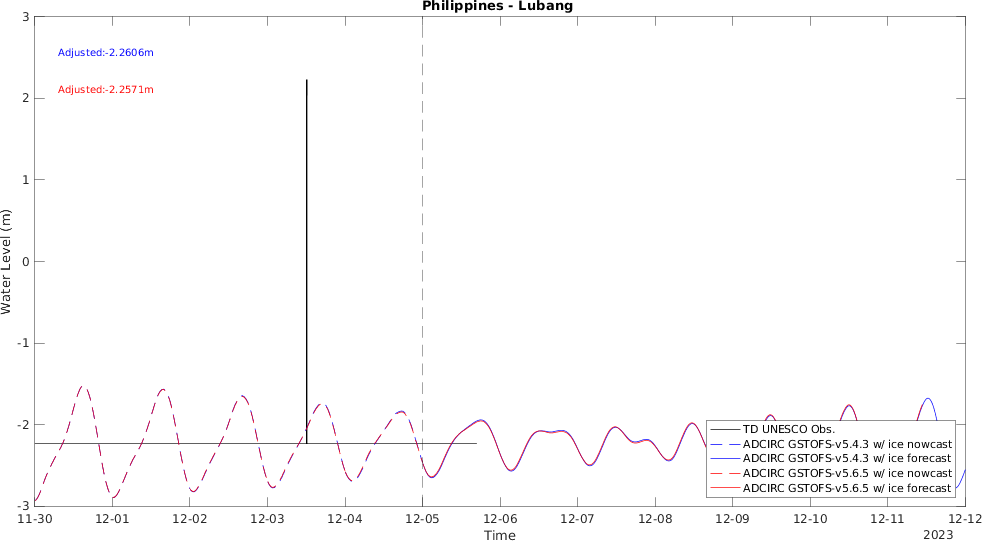 Philippines - Lubang
Adjusted:-2.2606m
Adjusted:-2.2571m
3
2
1
0
-1
-2
-3
Water Level (m)
TD UNESCO Obs.
ADCIRC GSTOFS-v5.4.3 w/ ice nowcast
ADCIRC GSTOFS-v5.4.3 w/ ice forecast
ADCIRC GSTOFS-v5.6.5 w/ ice nowcast
ADCIRC GSTOFS-v5.6.5 w/ ice forecast
11-30 12-01 12-02 12-03 12-04 12-05 12-06 12-07 12-08 12-09 12-10 12-11 12-12
Time
2023